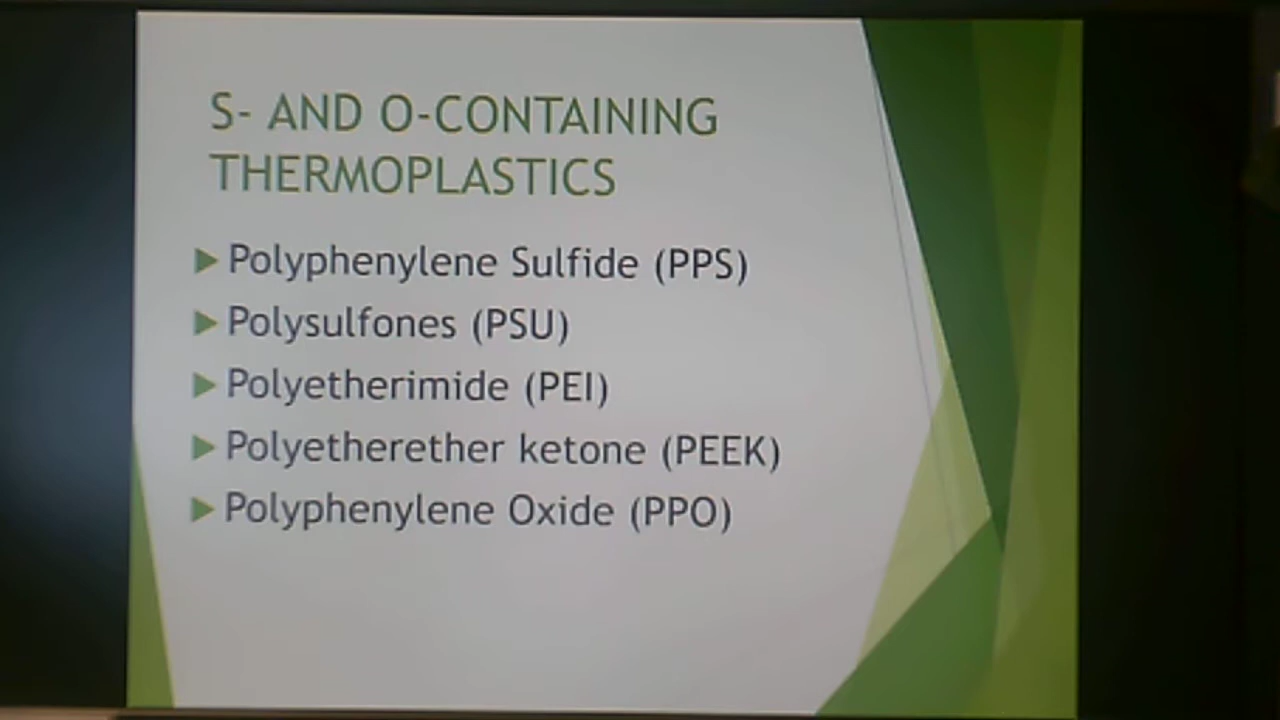 S- AND O-CONTAINING
THERMOPLASTICS
Polyphenylene Sulfide (PPS)
Polysulfones (PSU)
Polyetherimide (PEI)
Polyetherether ketone (PEEK)
Polyphenylene Oxide (PPO)